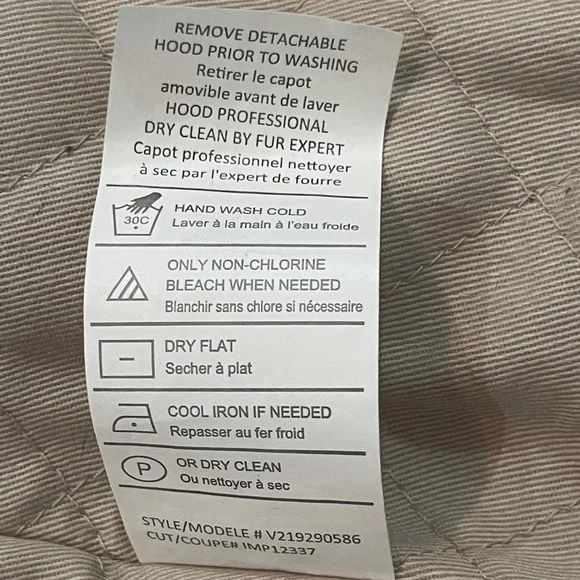 REMOVE DETACHABLE
HOOD PRIOR TO WASHING
Retirer le capot
amovible avant de laver
HOOD PROFESSIONAL
DRY CLEAN BY FUR EXPERT
Capot professionnel nettoyer
à sec par l'expert de fourre
30C
HAND WASH COLD
Laver à la main à l'eau froide
ONLY NON-CHLORINE
BLEACH WHEN NEEDED
Blanchir sans chlore si nécessaire
DRY FLAT
Secher à plat
COOL IRON IF NEEDED
Repasser au fer froid
P
OR DRY CLEAN
Ou nettoyer à sec
STYLE/MODELE # V219290586
CUT/COUPE# IMP12337